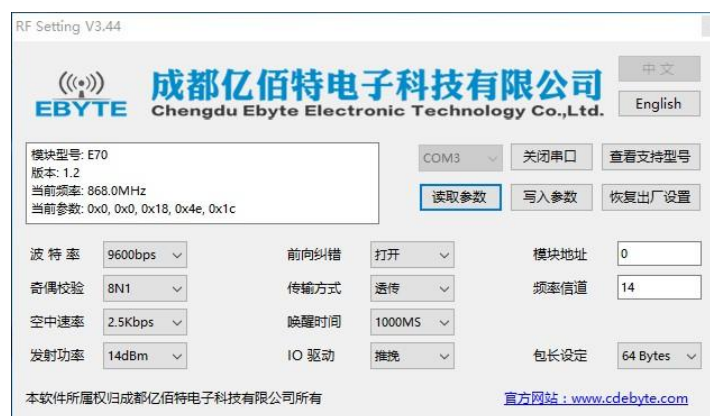 RF Setting V3.44
EBYTE
成都亿佰特电子科技有限公司
Chengdu Ebyte Electronic Technology Co.,Ltd.
中文
English
模块型号: E70
版本: 1.2
当前频率: 868.0MHz
当前参数: 0x0, 0x0, 0x18, 0x4e, 0x1c
COM3 关闭串口 查看支持型号
读取参数 写入参数 恢复出厂设置
波 特 率 9600bps 前向纠错 打开 模块地址 0
奇偶校验 8N1 传输方式 透传 频率信道 14
空中速率 2.5Kbps 唤醒时间 1000MS
发射功率 14dBm IO 驱动 推挽 包长设定 64 Bytes
本软件所属权归成都亿佰特电子科技有限公司所有 官方网站：www.cdebyte.com